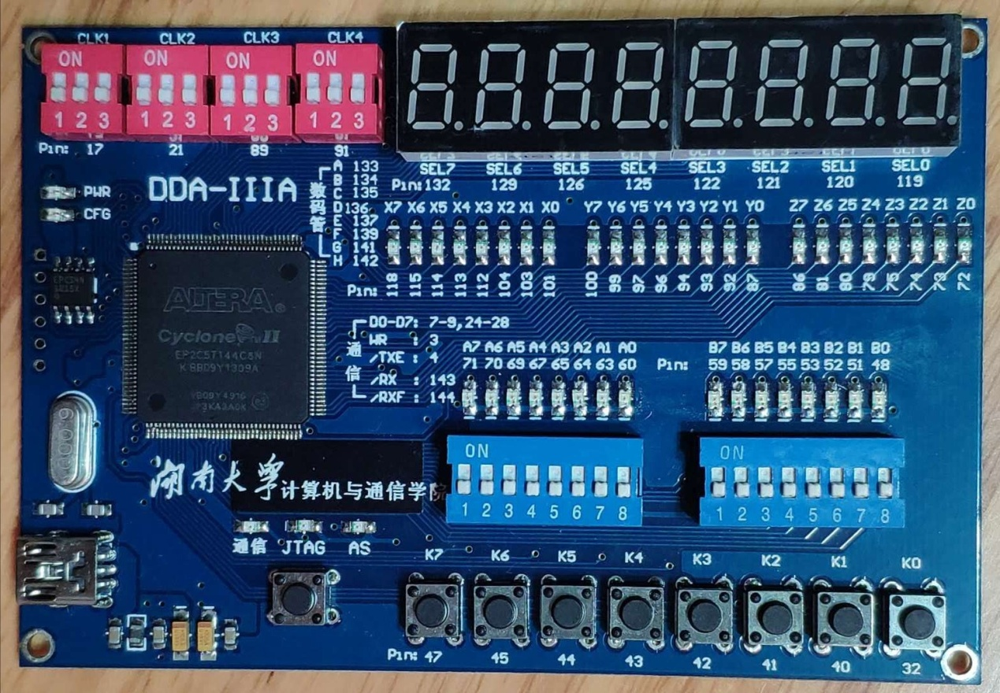 CLK1 CLK2 CLK3 CLK4
ON ON ON ON
1 2 3 1 2 3 1 2 3 1 2 3
Pin: 17 21 89 91
SEL7 SEL6 SEL5 SEL4 SEL3 SEL2 SEL1 SEL0
Pin: 132 129 126 125 122 121 120 119
PWR
CFG
DDA-IIIA
数码管
A 133
B 134
C 135
D 136
E 137
F 139
G 141
H 142
X7 X6 X5 X4 X3 X2 X1 X0 Y7 Y6 Y5 Y4 Y3 Y2 Y1 Y0 Z7 Z6 Z5 Z4 Z3 Z2 Z1 Z0
Pin: 118 115 114 113 112 104 103 101 100 99 97 96 94 93 92 87 86 81 80 79 75 74 73 72
ALTERA®
Cyclone II
EP2C5T144C8N
K BBD9Y1309A
通信
D0-D7: 7-9,24-28
WR : 3
/TXE : 4
/RX : 143
/RXF : 144
A7 A6 A5 A4 A3 A2 A1 A0
71 70 69 67 65 64 63 60
B7 B6 B5 B4 B3 B2 B1 B0
Pin: 59 58 57 55 53 52 51 48
ON
1 2 3 4 5 6 7 8
ON
1 2 3 4 5 6 7 8
湖南大学计算机与通信学院
通信 JTAG AS
K7 K6 K5 K4 K3 K2 K1 K0
Pin: 47 45 44 43 42 41 40 32